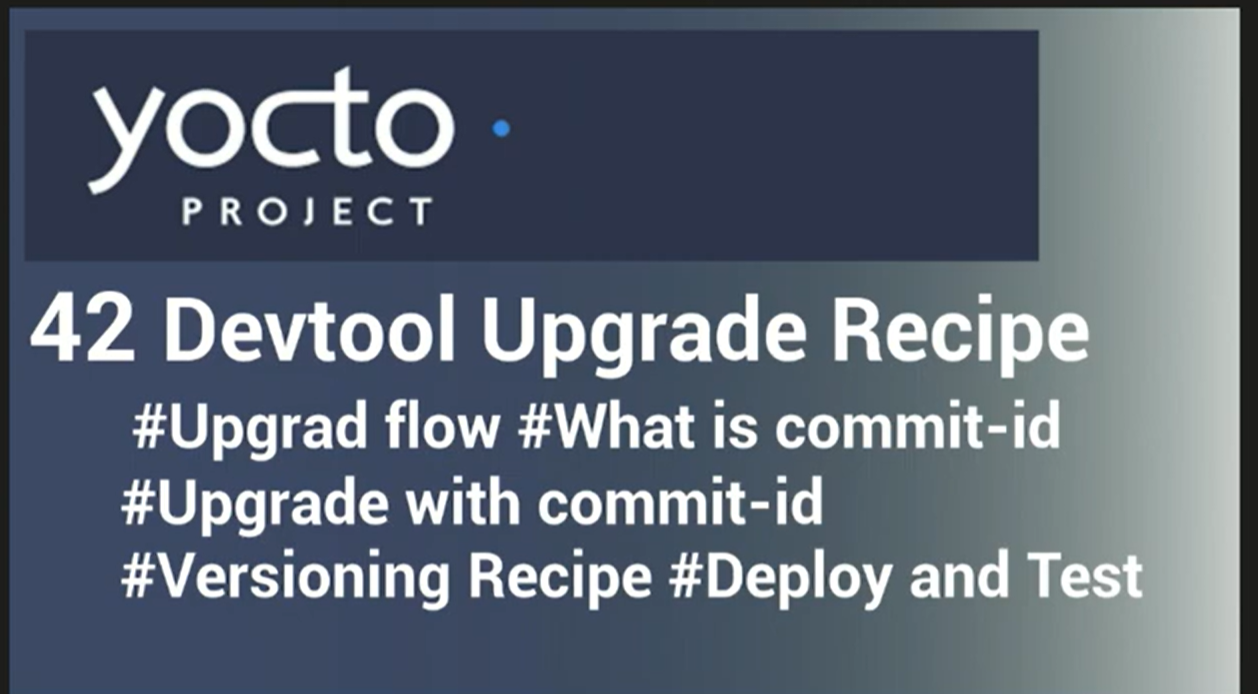 yocto
PROJECT
42 Devtool Upgrade Recipe
#Upgrad flow #What is commit-id
#Upgrade with commit-id
#Versioning Recipe #Deploy and Test